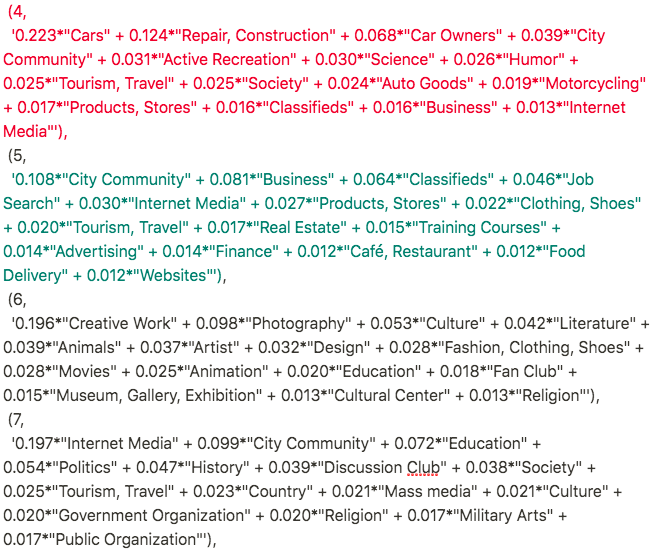 (4,
'0.223*"Cars" + 0.124*"Repair, Construction" + 0.068*"Car Owners" + 0.039*"City
Community" + 0.031*"Active Recreation" + 0.030*"Science" + 0.026*"Humor" +
0.025*"Tourism, Travel" + 0.025*"Society" + 0.024*"Auto Goods" + 0.019*"Motorcycling"
+ 0.017*"Products, Stores" + 0.016*"Classifieds" + 0.016*"Business" + 0.013*"Internet
Media"'),
(5,
'0.108*"City Community" + 0.081*"Business" + 0.064*"Classifieds" + 0.046*"Job
Search" + 0.030*"Internet Media" + 0.027*"Products, Stores" + 0.022*"Clothing, Shoes"
+ 0.020*"Tourism, Travel" + 0.017*"Real Estate" + 0.015*"Training Courses" +
0.014*"Advertising" + 0.014*"Finance" + 0.012*"Café, Restaurant" + 0.012*"Food
Delivery" + 0.012*"Websites"'),
(6,
'0.196*"Creative Work" + 0.098*"Photography" + 0.053*"Culture" + 0.042*"Literature" +
0.039*"Animals" + 0.037*"Artist" + 0.032*"Design" + 0.028*"Fashion, Clothing, Shoes" +
0.028*"Movies" + 0.025*"Animation" + 0.020*"Education" + 0.018*"Fan Club" +
0.015*"Museum, Gallery, Exhibition" + 0.013*"Cultural Center" + 0.013*"Religion"'),
(7,
'0.197*"Internet Media" + 0.099*"City Community" + 0.072*"Education" +
0.054*"Politics" + 0.047*"History" + 0.039*"Discussion Club" + 0.038*"Society" +
0.025*"Tourism, Travel" + 0.023*"Country" + 0.021*"Mass media" + 0.021*"Culture" +
0.020*"Government Organization" + 0.020*"Religion" + 0.017*"Military Arts" +
0.017*"Public Organization"'),